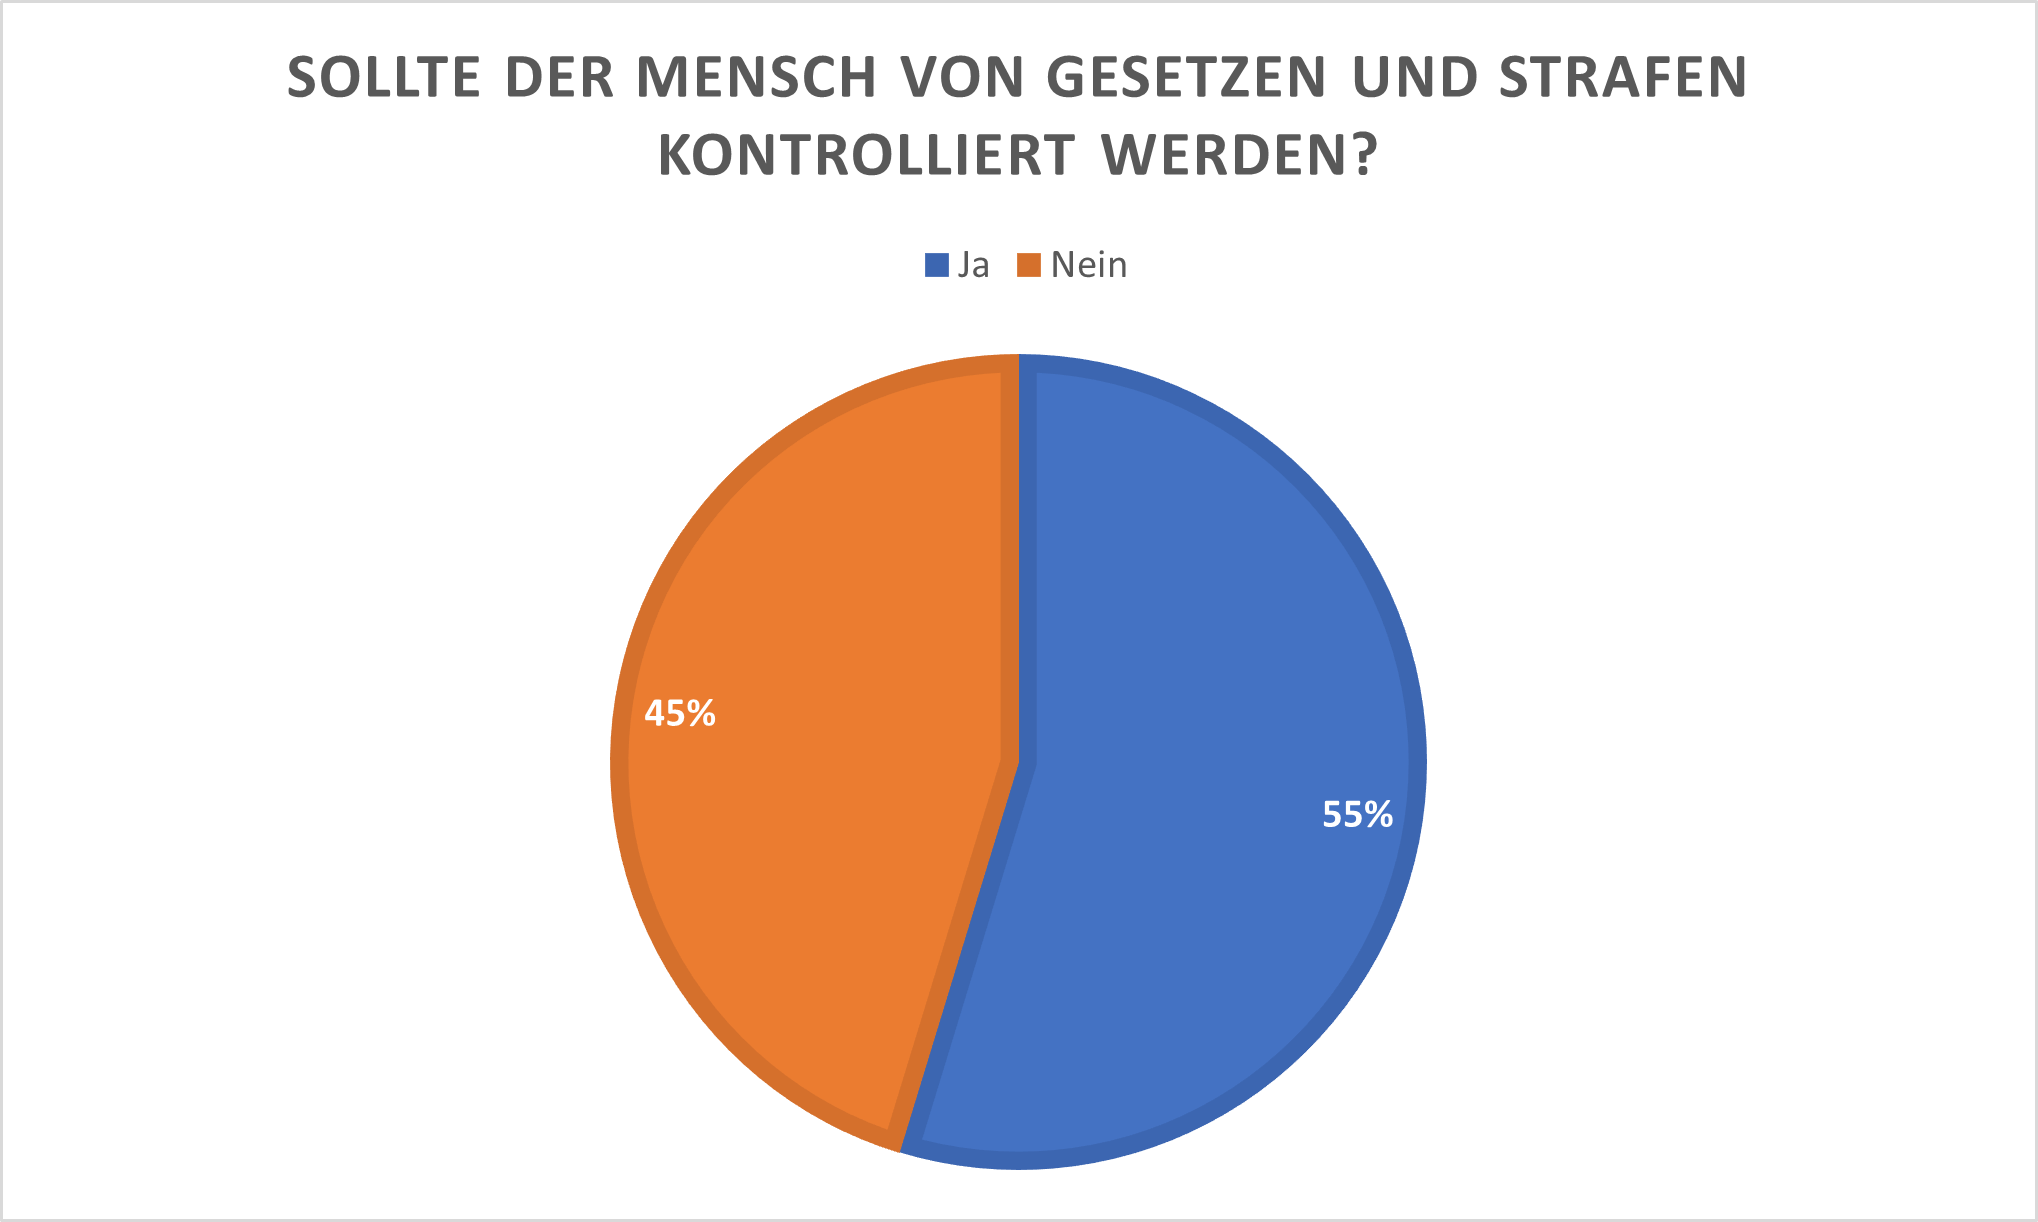 SOLLTE DER MENSCH VON GESETZEN UND STRAFEN
KONTROLLIERT WERDEN?
Ja Nein
45%
55%